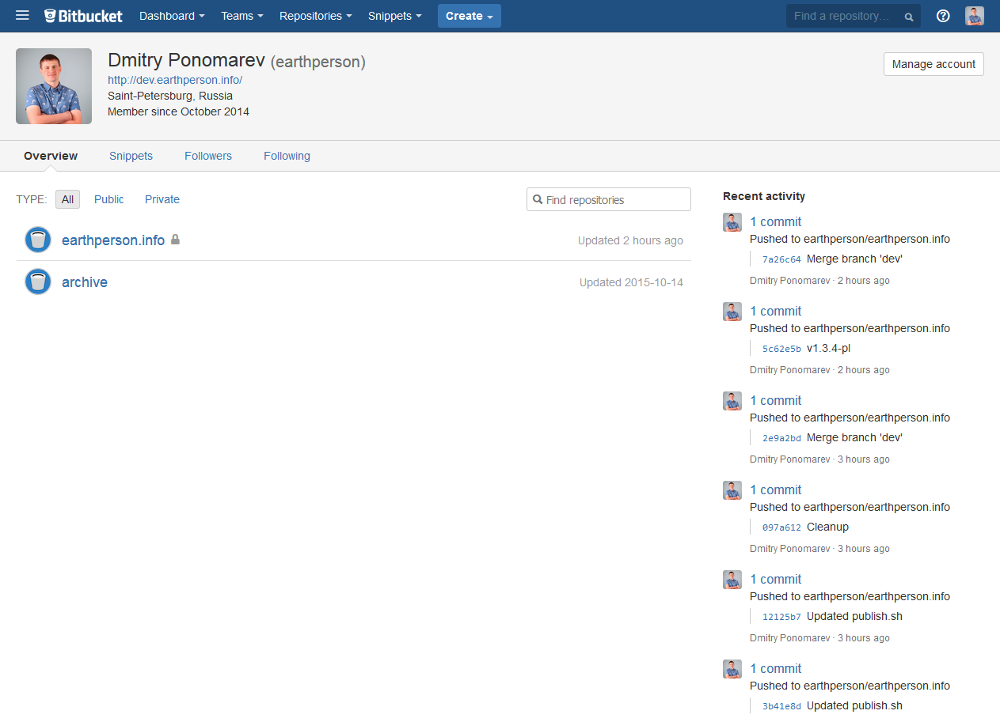 Bitbucket Dashboard Teams Repositories Snippets Create Find a repository...
Dmitry Ponomarev (earthperson)
http://dev.earthperson.info/
Saint-Petersburg, Russia
Member since October 2014
Manage account
Overview Snippets Followers Following
TYPE: All Public Private
Find repositories
earthperson.info Updated 2 hours ago
archive Updated 2015-10-14
Recent activity
1 commit
Pushed to earthperson/earthperson.info
7a26c64 Merge branch 'dev'
Dmitry Ponomarev · 2 hours ago
1 commit
Pushed to earthperson/earthperson.info
5c62e5b v1.3.4-pl
Dmitry Ponomarev · 2 hours ago
1 commit
Pushed to earthperson/earthperson.info
2e9a2bd Merge branch 'dev'
Dmitry Ponomarev · 3 hours ago
1 commit
Pushed to earthperson/earthperson.info
097a612 Cleanup
Dmitry Ponomarev · 3 hours ago
1 commit
Pushed to earthperson/earthperson.info
12125b7 Updated publish.sh
Dmitry Ponomarev · 3 hours ago
1 commit
Pushed to earthperson/earthperson.info
3b41e8d Updated publish.sh